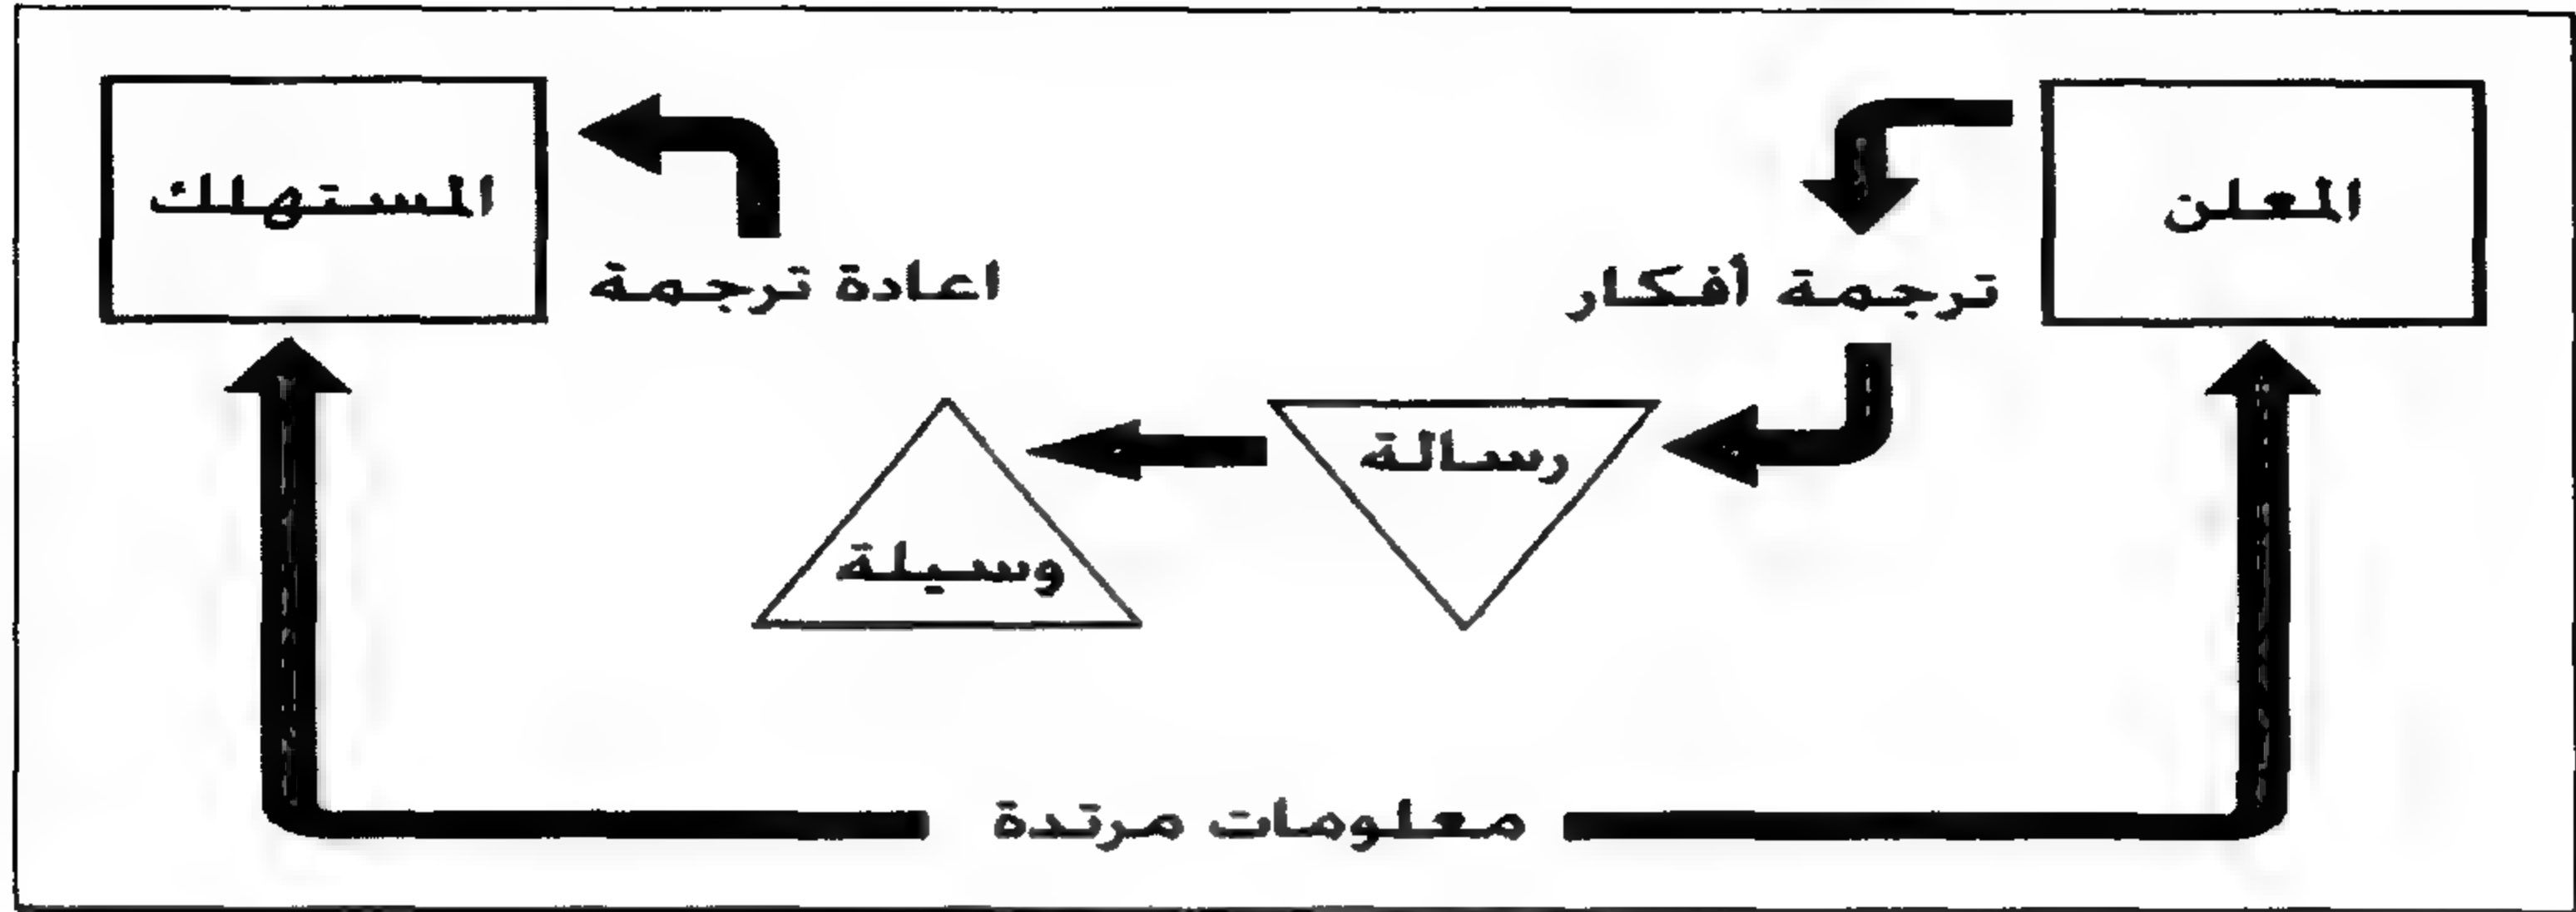 المعلن
ترجمة أفكار
رسالة
وسيلة
اعادة ترجمة
المستهلك
معلومات مرتدة